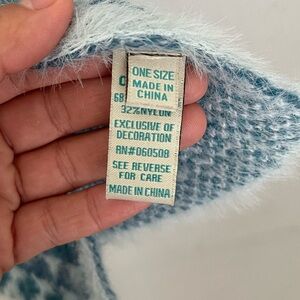 ONE SIZE
MADE IN
CHINA
32% NYLON
EXCLUSIVE OF
DECORATION
RN#060508
SEE REVERSE
FOR CARE
MADE IN CHINA